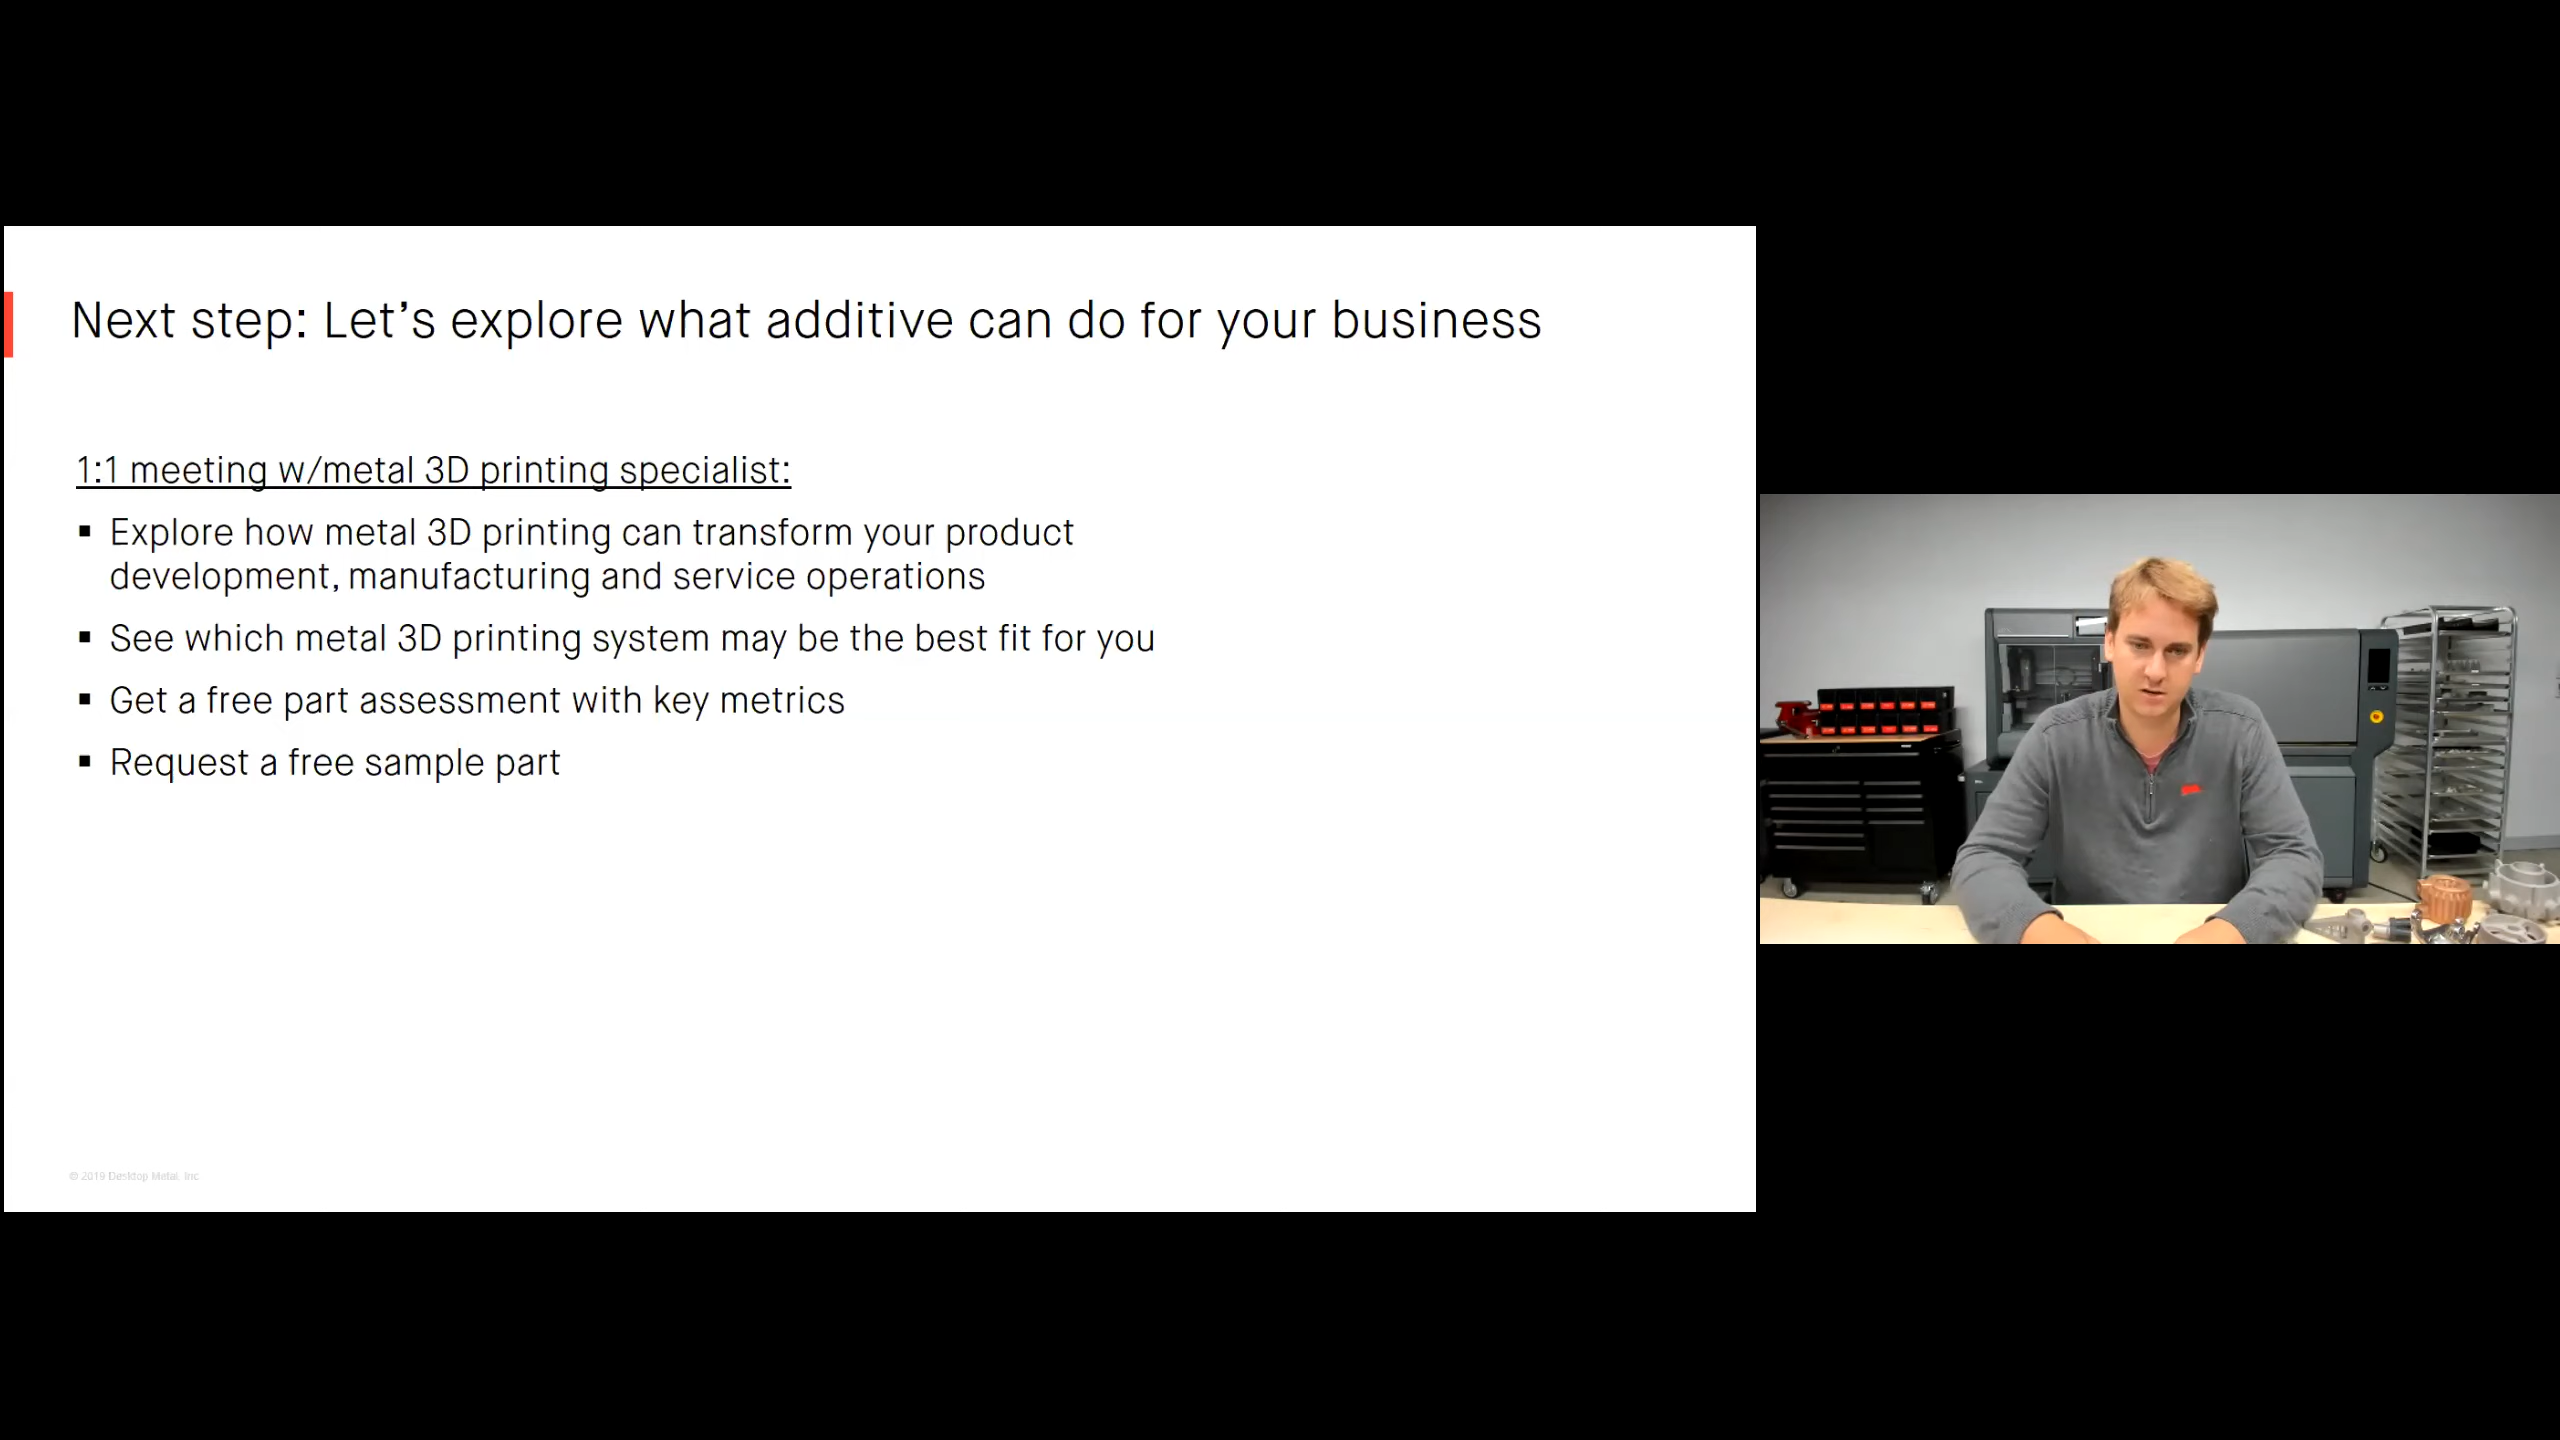 Next step: Let’s explore what additive can do for your business
1:1 meeting w/metal 3D printing specialist:
▪ Explore how metal 3D printing can transform your product
development, manufacturing and service operations
▪ See which metal 3D printing system may be the best fit for you
▪ Get a free part assessment with key metrics
▪ Request a free sample part
© 2019 Desktop Metal, Inc